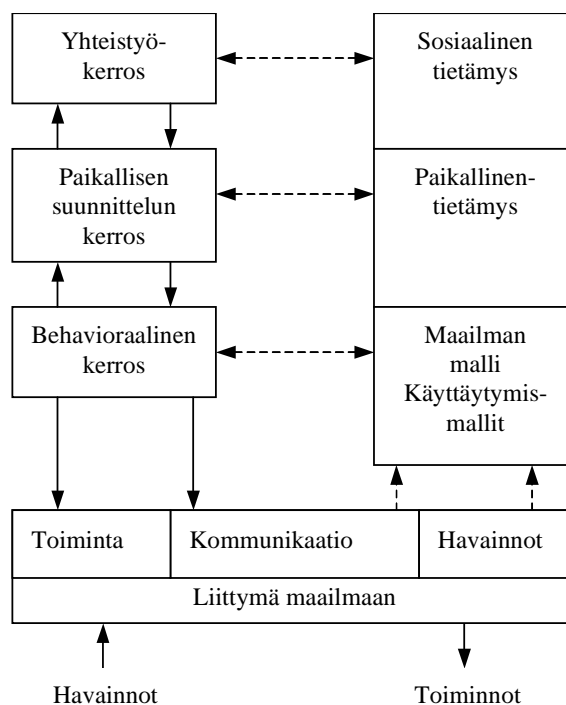 Yhteistyö-
kerros
Sosiaalinen
tietämys
Paikallisen
suunnittelun
kerros
Paikallinen-
tietämys
Behavioraalinen
kerros
Maailman
malli
Käyttäytymis-
mallit
Toiminta
Kommunikaatio
Havainnot
Liittymä maailmaan
Havainnot
Toiminnot